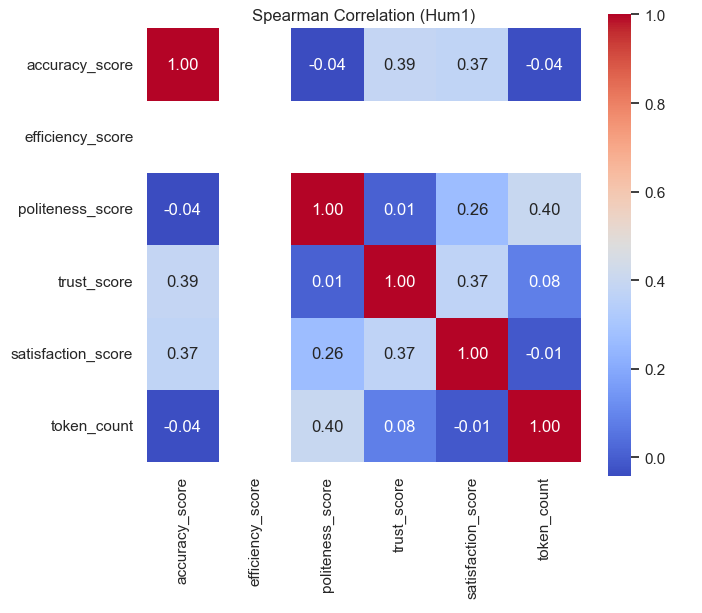 Spearman Correlation (Hum1)
accuracy_score 1.00 -0.04 0.39 0.37 -0.04
efficiency_score
politeness_score -0.04 1.00 0.01 0.26 0.40
trust_score 0.39 0.01 1.00 0.37 0.08
satisfaction_score 0.37 0.26 0.37 1.00 -0.01
token_count -0.04 0.40 0.08 -0.01 1.00
accuracy_score
efficiency_score
politeness_score
trust_score
satisfaction_score
token_count
1.0
0.8
0.6
0.4
0.2
0.0